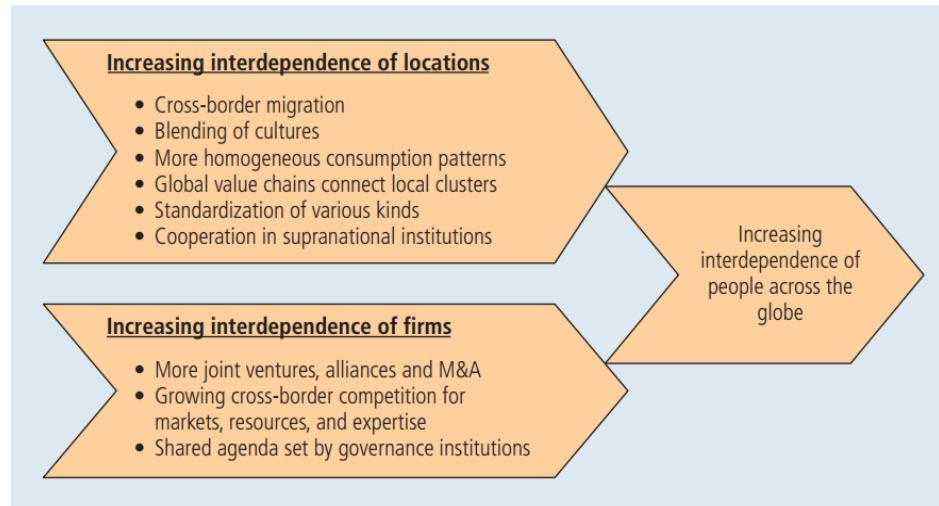 Increasing interdependence of locations
• Cross-border migration
• Blending of cultures
• More homogeneous consumption patterns
• Global value chains connect local clusters
• Standardization of various kinds
• Cooperation in supranational institutions
Increasing interdependence of firms
• More joint ventures, alliances and M&A
• Growing cross-border competition for
markets, resources, and expertise
• Shared agenda set by governance institutions
Increasing
interdependence of
people across the
globe